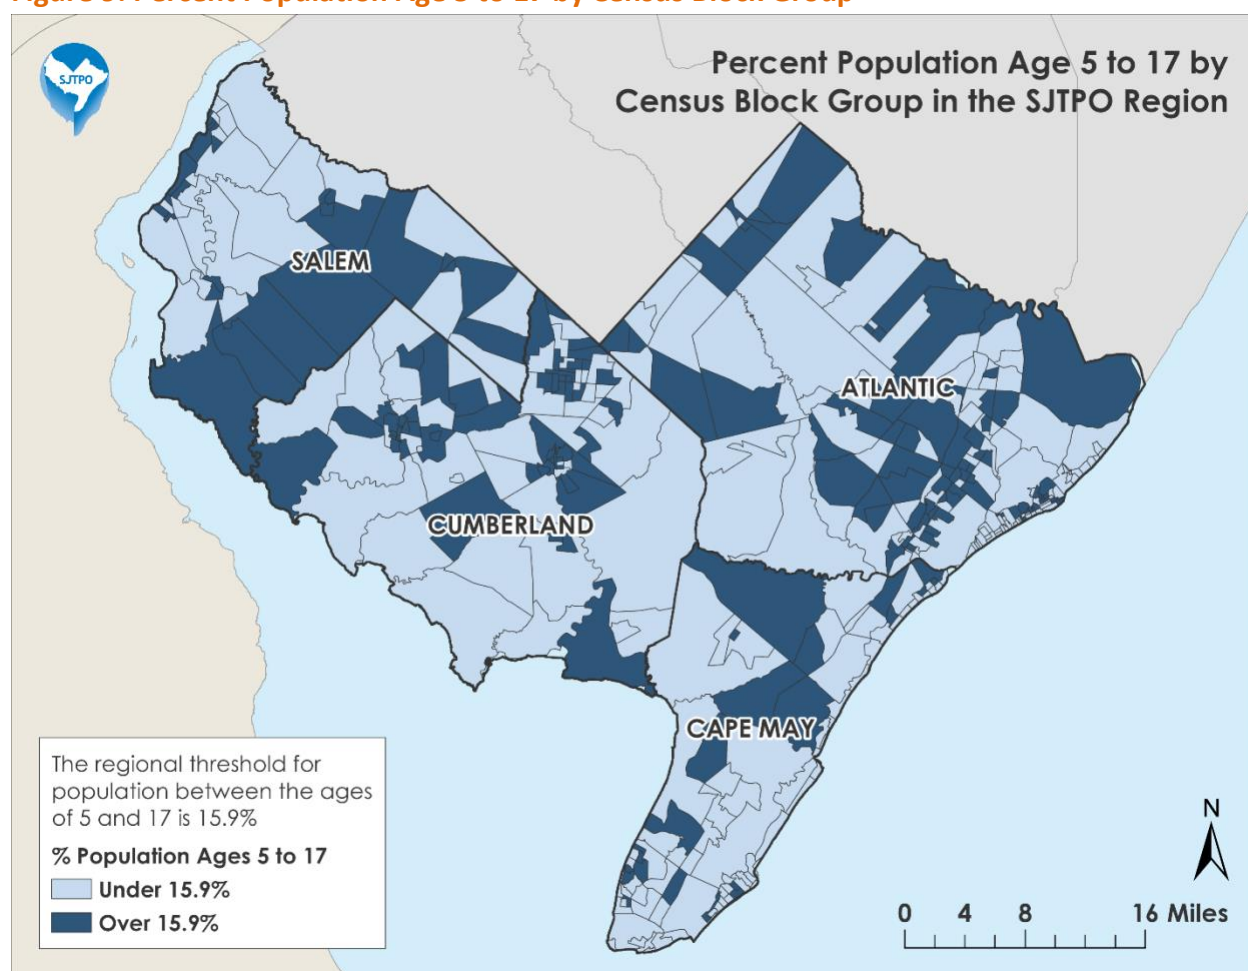 SJTPO
Percent Population Age 5 to 17 by
Census Block Group in the SJTPO Region
SALEM
ATLANTIC
CUMBERLAND
CAPE MAY
The regional threshold for
population between the ages
of 5 and 17 is 15.9%
% Population Ages 5 to 17
Under 15.9%
Over 15.9%
N
0 4 8 16 Miles